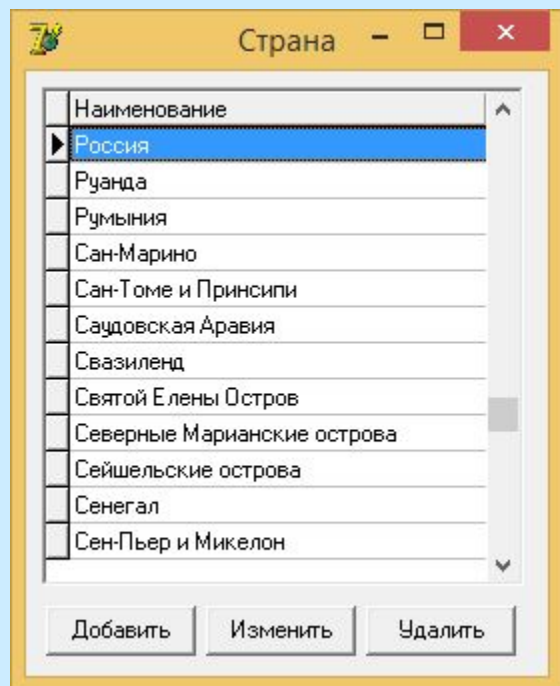 Страна
Наименование
Россия
Руанда
Румыния
Сан-Марино
Сан-Томе и Принсипи
Саудовская Аравия
Свазиленд
Святой Елены Остров
Северные Марианские острова
Сейшельские острова
Сенегал
Сен-Пьер и Микелон
Добавить Изменить Удалить